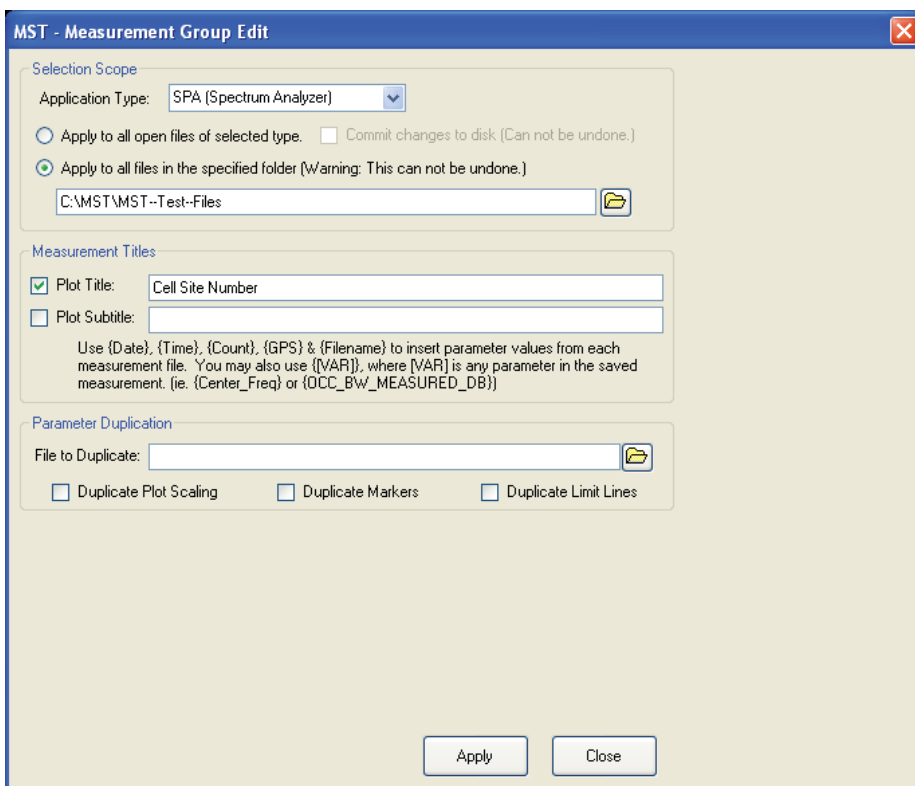 MST - Measurement Group Edit
Selection Scope
Application Type: SPA (Spectrum Analyzer)
Apply to all open files of selected type. Commit changes to disk (Can not be undone.)
Apply to all files in the specified folder (Warning: This can not be undone.)
C:\MST\MST--Test--Files
Measurement Titles
Plot Title: Cell Site Number
Plot Subtitle:
Use {Date}, {Time}, {Count}, {GPS} & {Filename} to insert parameter values from each
measurement file. You may also use {[VAR]}, where [VAR] is any parameter in the saved
measurement. (ie. {Center_Freq} or {OCC_BW_MEASURED_DB})
Parameter Duplication
File to Duplicate:
Duplicate Plot Scaling Duplicate Markers Duplicate Limit Lines
Apply Close